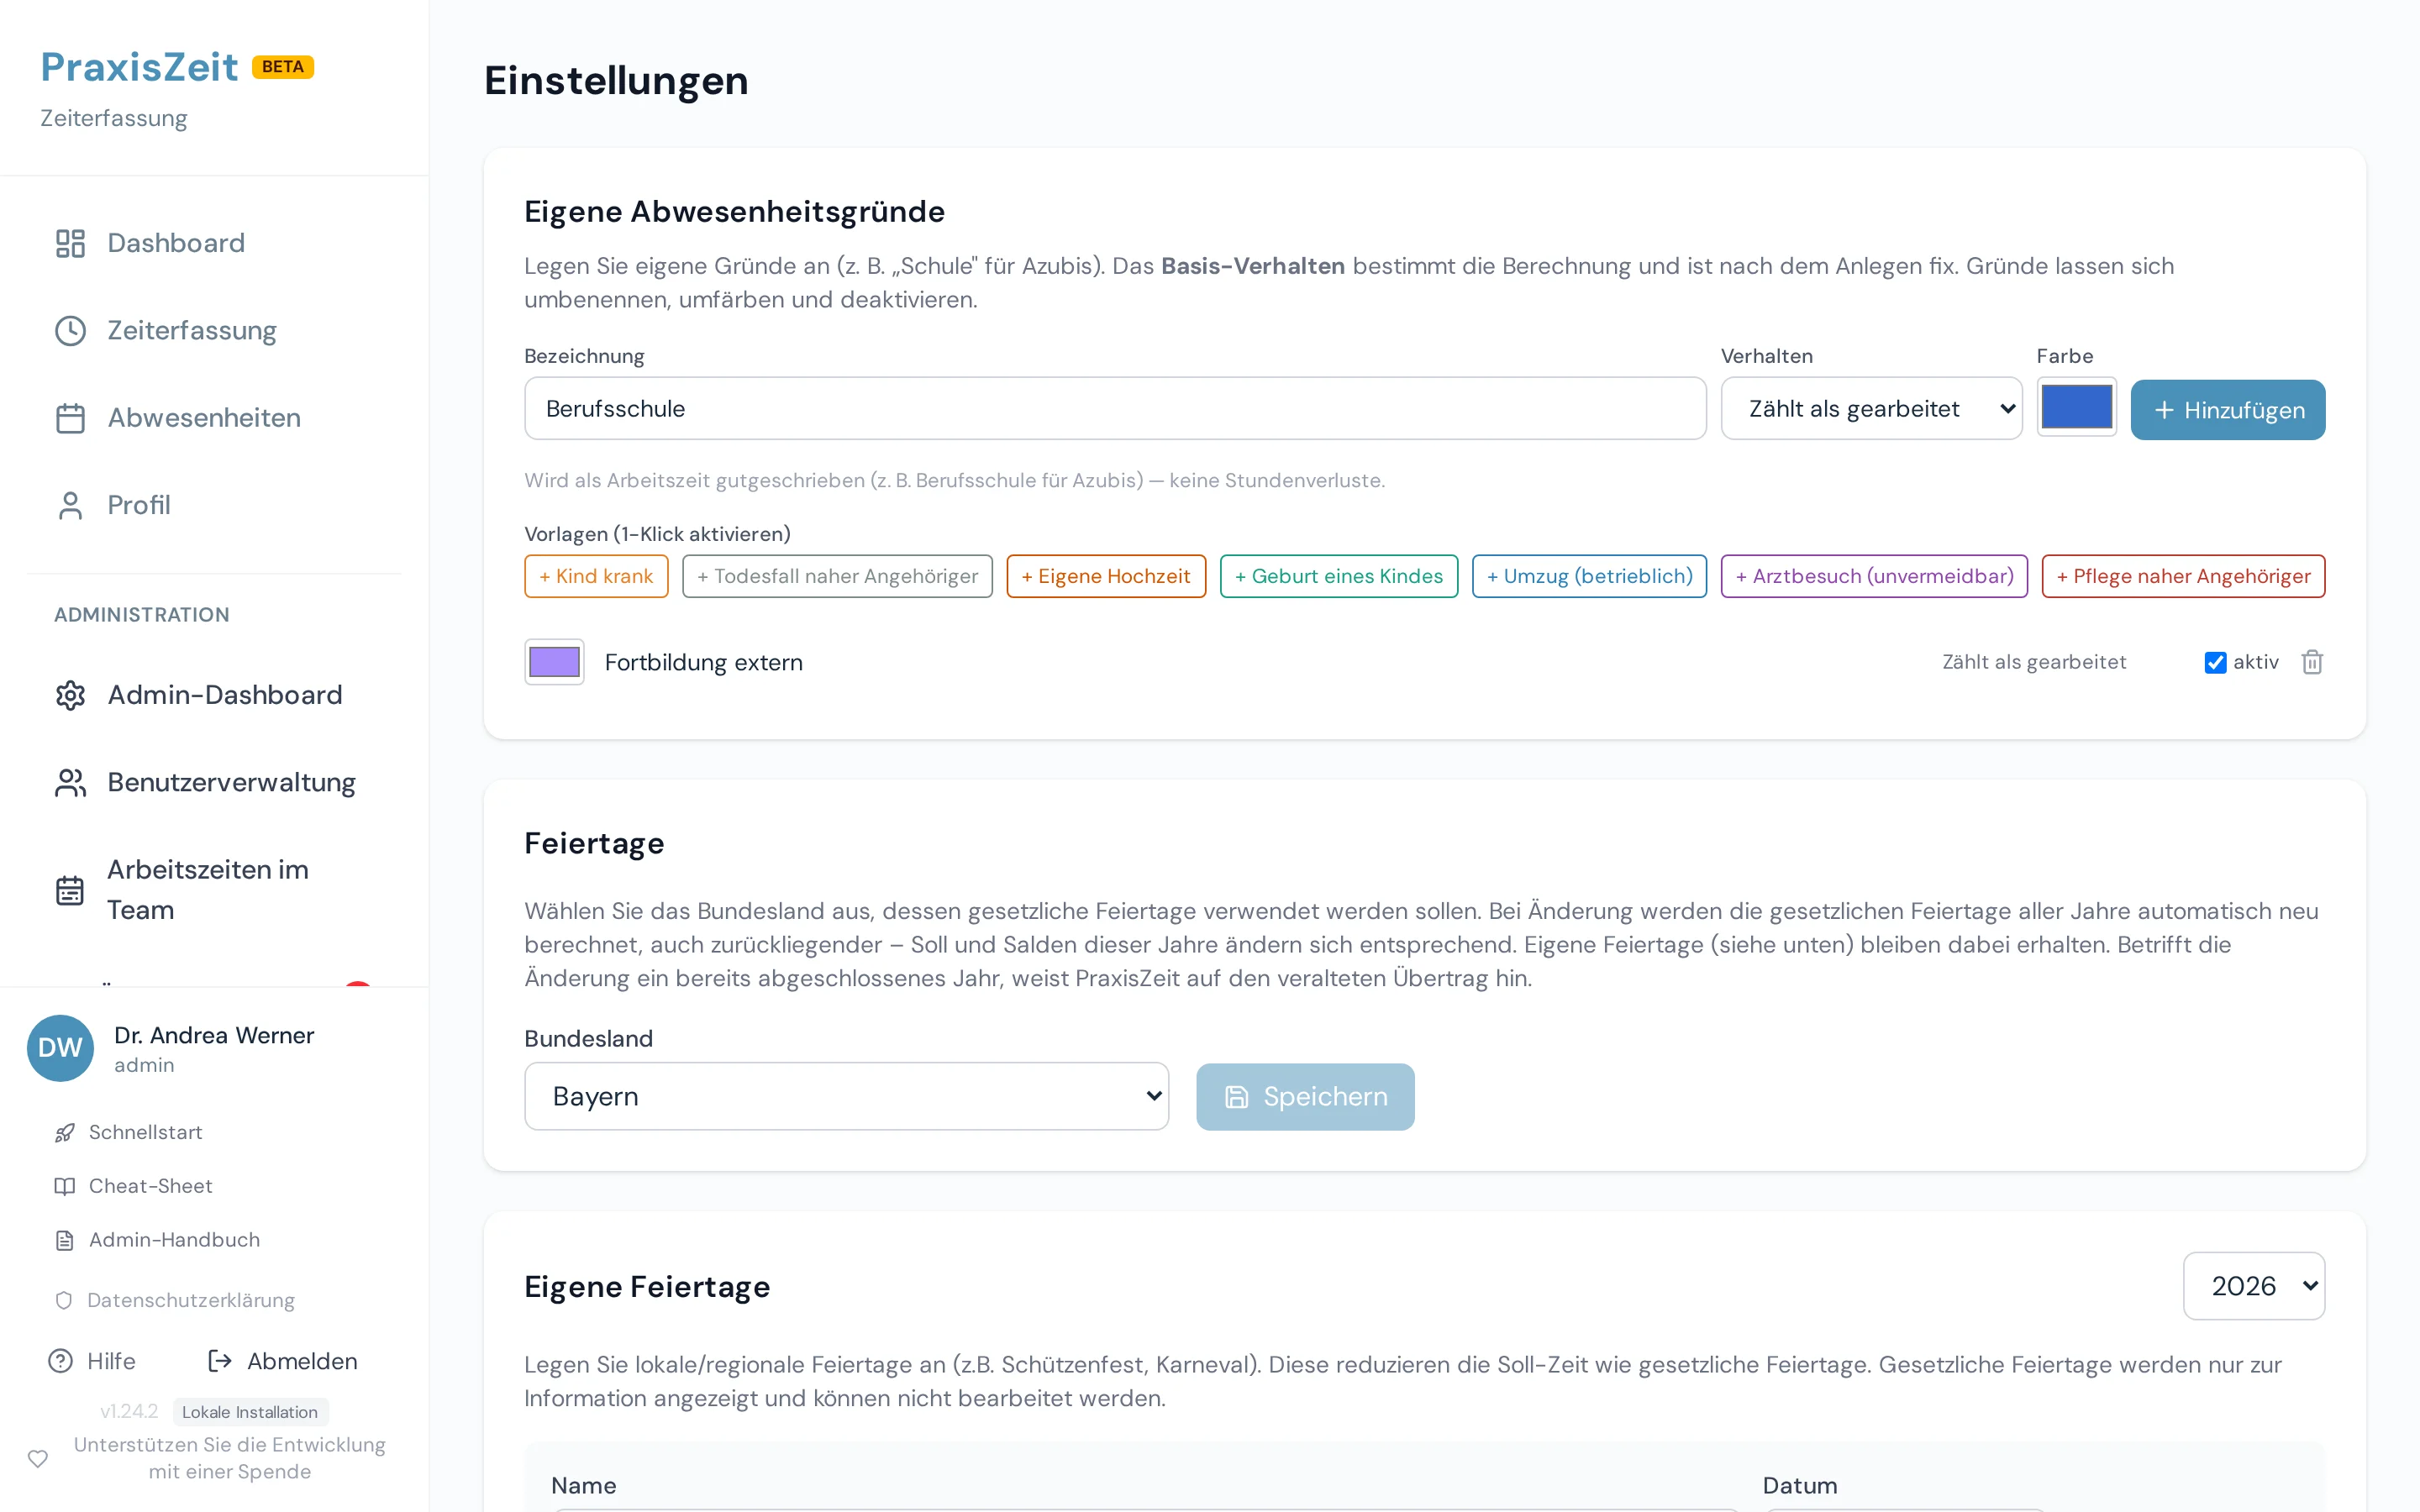 PraxisZeit BETA
Zeiterfassung
Dashboard
Zeiterfassung
Abwesenheiten
Profil
ADMINISTRATION
Admin-Dashboard
Benutzerverwaltung
Arbeitszeiten im
Team
DW
Dr. Andrea Werner
admin
Schnellstart
Cheat-Sheet
Admin-Handbuch
Datenschutzerklärung
Hilfe Abmelden
v1.24.2 Lokale Installation
Unterstützen Sie die Entwicklung
mit einer Spende
Einstellungen
Eigene Abwesenheitsgründe
Legen Sie eigene Gründe an (z. B. „Schule" für Azubis). Das Basis-Verhalten bestimmt die Berechnung und ist nach dem Anlegen fix. Gründe lassen sich
umbenennen, umfärben und deaktivieren.
Bezeichnung Verhalten Farbe
Berufsschule Zählt als gearbeitet + Hinzufügen
Wird als Arbeitszeit gutgeschrieben (z. B. Berufsschule für Azubis) — keine Stundenverluste.
Vorlagen (1-Klick aktivieren)
+ Kind krank + Todesfall naher Angehöriger + Eigene Hochzeit + Geburt eines Kindes + Umzug (betrieblich) + Arztbesuch (unvermeidbar) + Pflege naher Angehöriger
Fortbildung extern Zählt als gearbeitet aktiv
Feiertage
Wählen Sie das Bundesland aus, dessen gesetzliche Feiertage verwendet werden sollen. Bei Änderung werden die gesetzlichen Feiertage aller Jahre automatisch neu
berechnet, auch zurückliegender – Soll und Salden dieser Jahre ändern sich entsprechend. Eigene Feiertage (siehe unten) bleiben dabei erhalten. Betrifft die
Änderung ein bereits abgeschlossenes Jahr, weist PraxisZeit auf den veralteten Übertrag hin.
Bundesland
Bayern Speichern
Eigene Feiertage 2026
Legen Sie lokale/regionale Feiertage an (z.B. Schützenfest, Karneval). Diese reduzieren die Soll-Zeit wie gesetzliche Feiertage. Gesetzliche Feiertage werden nur zur
Information angezeigt und können nicht bearbeitet werden.
Name Datum